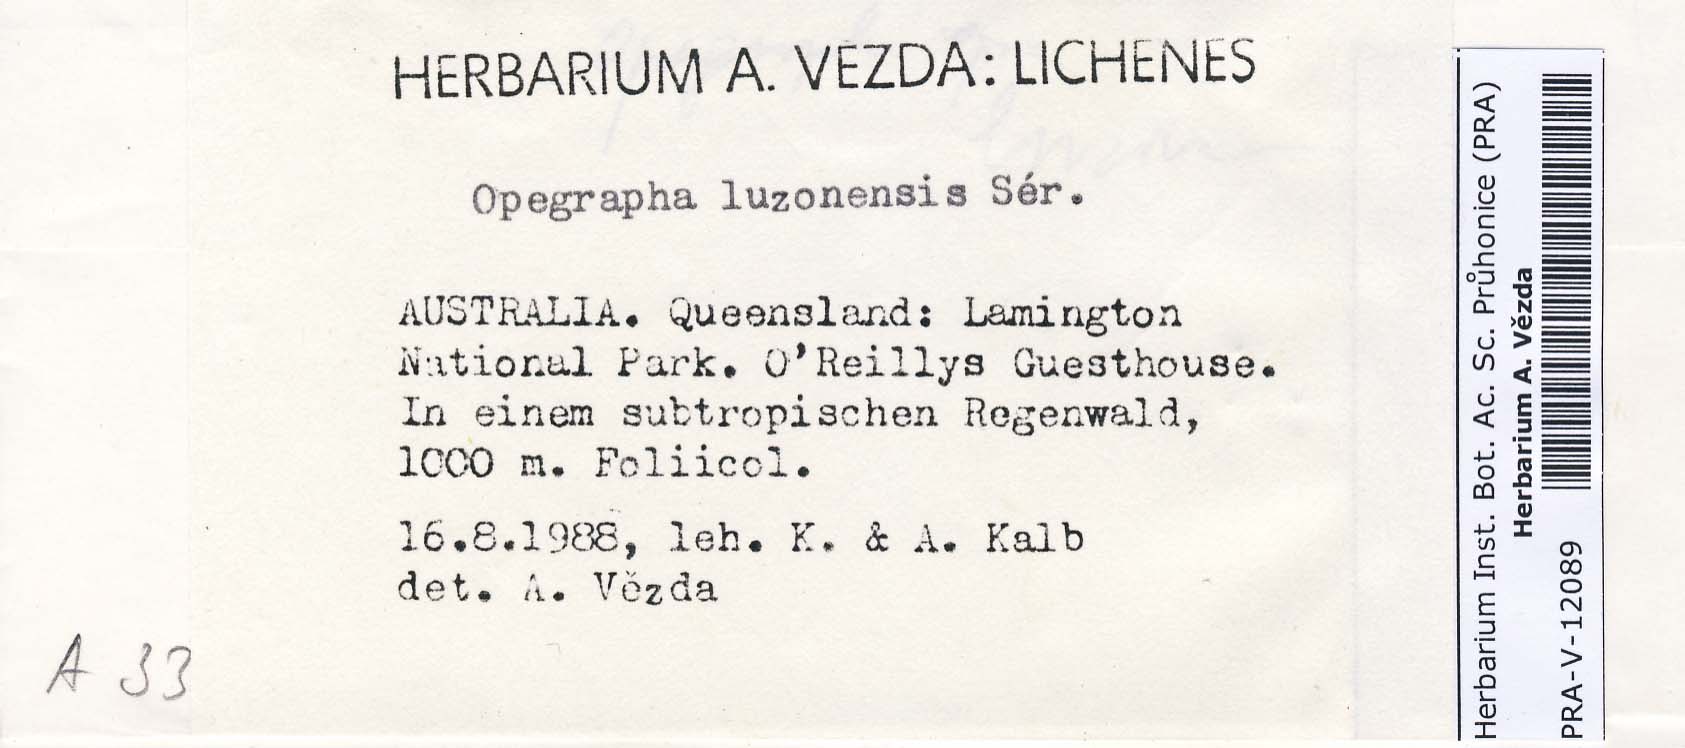 HERBARIUM A. VĚZDA: LICHENES
Opegrapha luzonensis Sér.
AUSTRALIA. Queensland: Lamington
National Park. O'Reillys Guesthouse.
In einem subtropischen Regenwald,
1000 m. Foliicol.
16.8.1988, leh. K. & A. Kalb
det. A. Vězda
A 33
Herbarium Inst. Bot. Ac. Sc. Průhonice (PRA)
Herbarium A. Vězda
PRA-V-12089